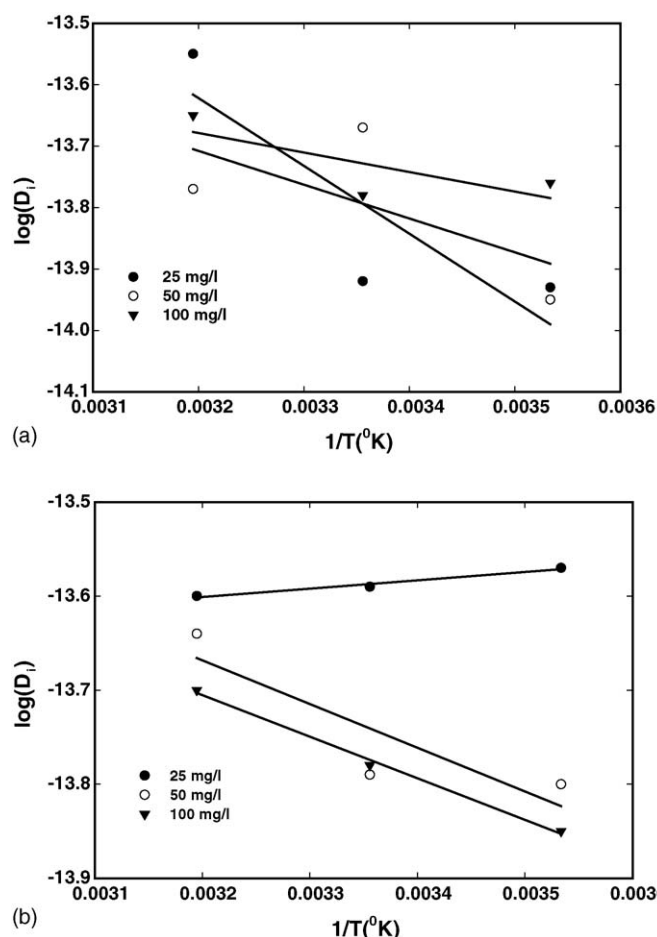 -13.5
-13.6
-13.7
-13.8
-13.9
-14.0
-14.1
log(Di)
25 mg/l
50 mg/l
100 mg/l
0.0031 0.0032 0.0033 0.0034 0.0035 0.0036
1/T(⁰K)
(a)
-13.5
-13.6
-13.7
-13.8
-13.9
log(Di)
25 mg/l
50 mg/l
100 mg/l
0.0031 0.0032 0.0033 0.0034 0.0035 0.003
1/T(⁰K)
(b)